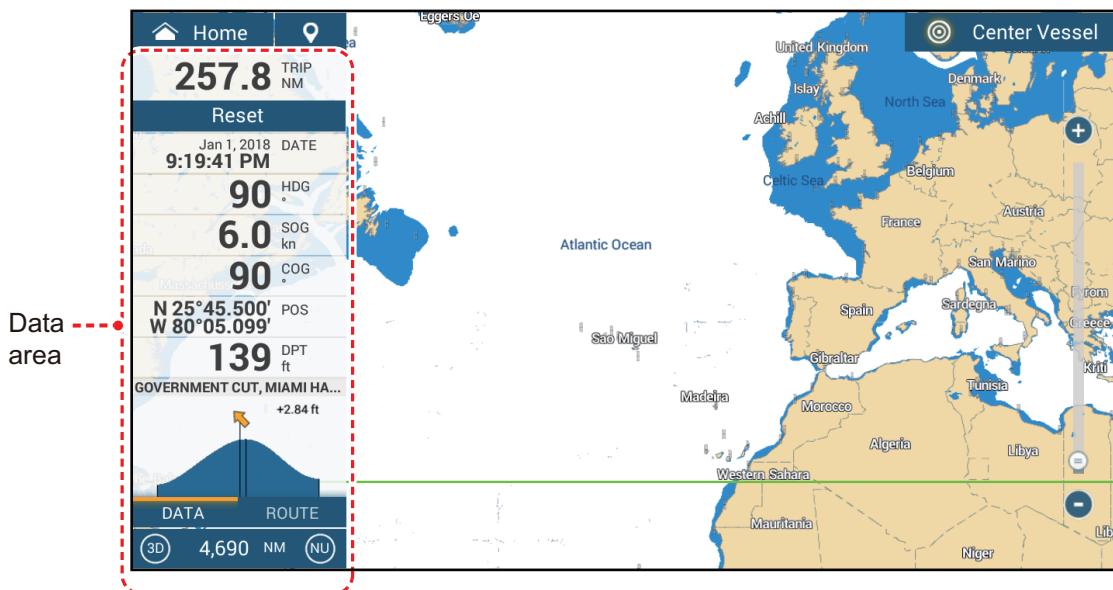 Home
Center Vessel
257.8 TRIP NM
Reset
Jan 1, 2018 DATE
9:19:41 PM
90 HDG °
6.0 SOG kn
90 COG °
N 25°45.500' POS
W 80°05.099'
139 DPT ft
GOVERNMENT CUT, MIAMI HA...
+2.84 ft
DATA ROUTE
3D 4,690 NM NU
Data area
Eggers Oe
United Kingdom
Islay
Denmark
North Sea
Achill
Belgium
Celtic Sea
France
Austria
Atlantic Ocean
San Marino
Spain
Sardegna
Greece
São Miguel
Gibraltar
Kriti
Tunisia
Madeira
Morocco
Algeria
Libya
Western Sahara
Mauritania
Niger